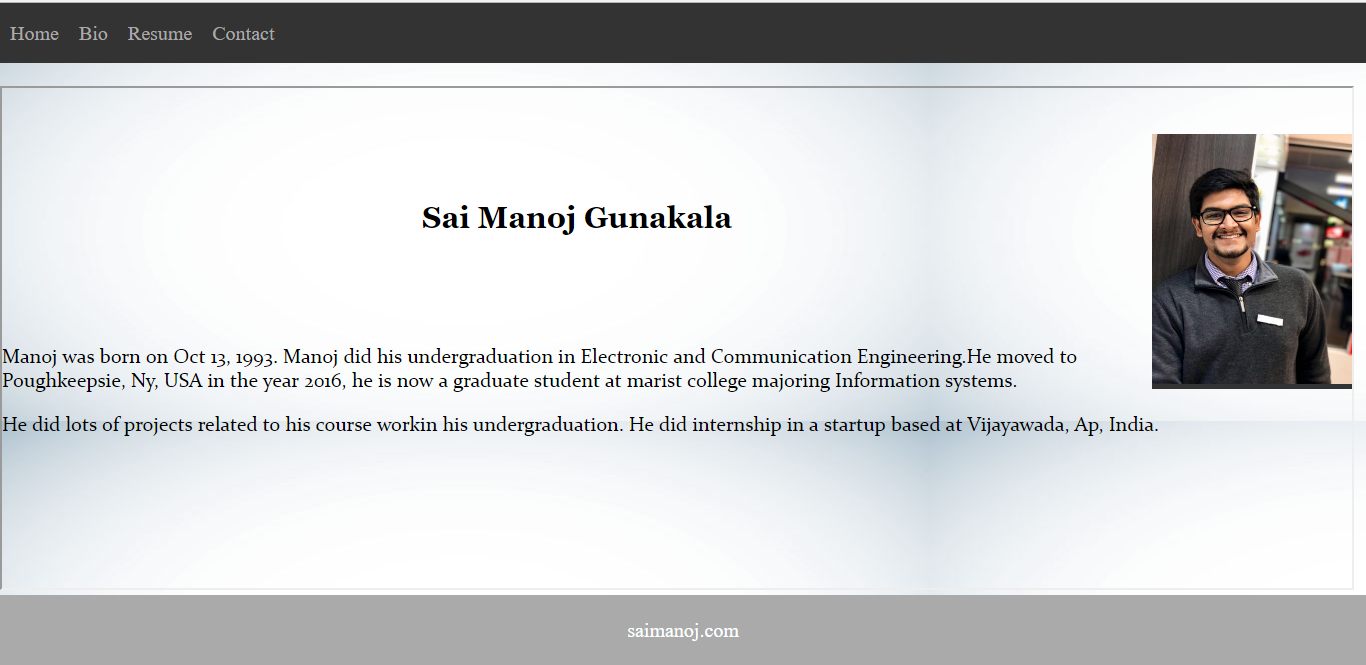 Home Bio Resume Contact
Sai Manoj Gunakala
Manoj was born on Oct 13, 1993. Manoj did his undergraduation in Electronic and Communication Engineering.He moved to
Poughkeepsie, Ny, USA in the year 2016, he is now a graduate student at marist college majoring Information systems.
He did lots of projects related to his course workin his undergraduation. He did internship in a startup based at Vijayawada, Ap, India.
saimanoj.com